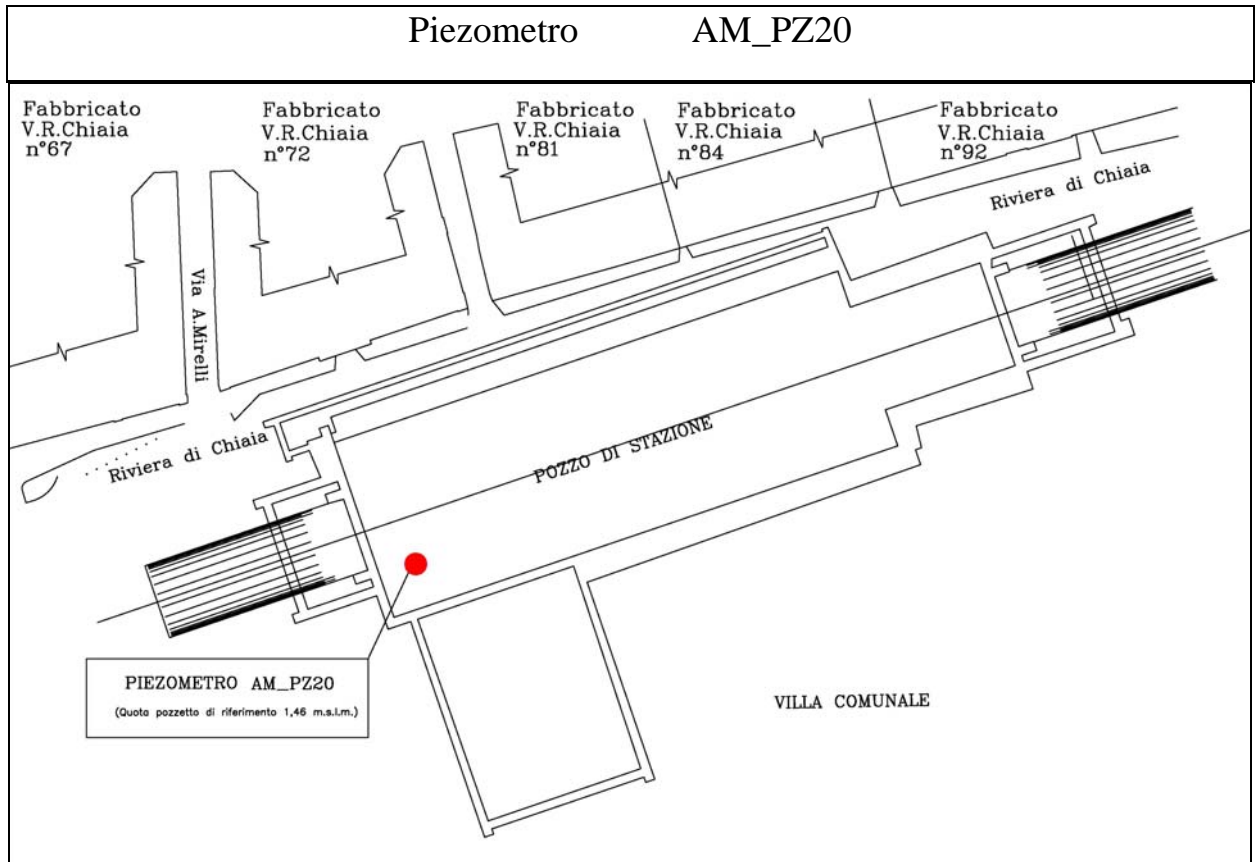 Piezometro AM_PZ20
Fabbricato
V.R.Chiaia
n°67
Fabbricato
V.R.Chiaia
n°72
Fabbricato
V.R.Chiaia
n°81
Fabbricato
V.R.Chiaia
n°84
Fabbricato
V.R.Chiaia
n°92
Riviera di Chiaia
Via A.Mirelli
Riviera di Chiaia
POZZO DI STAZIONE
PIEZOMETRO AM_PZ20
(Quota pozzetto di riferimento 1,46 m.s.l.m.)
VILLA COMUNALE